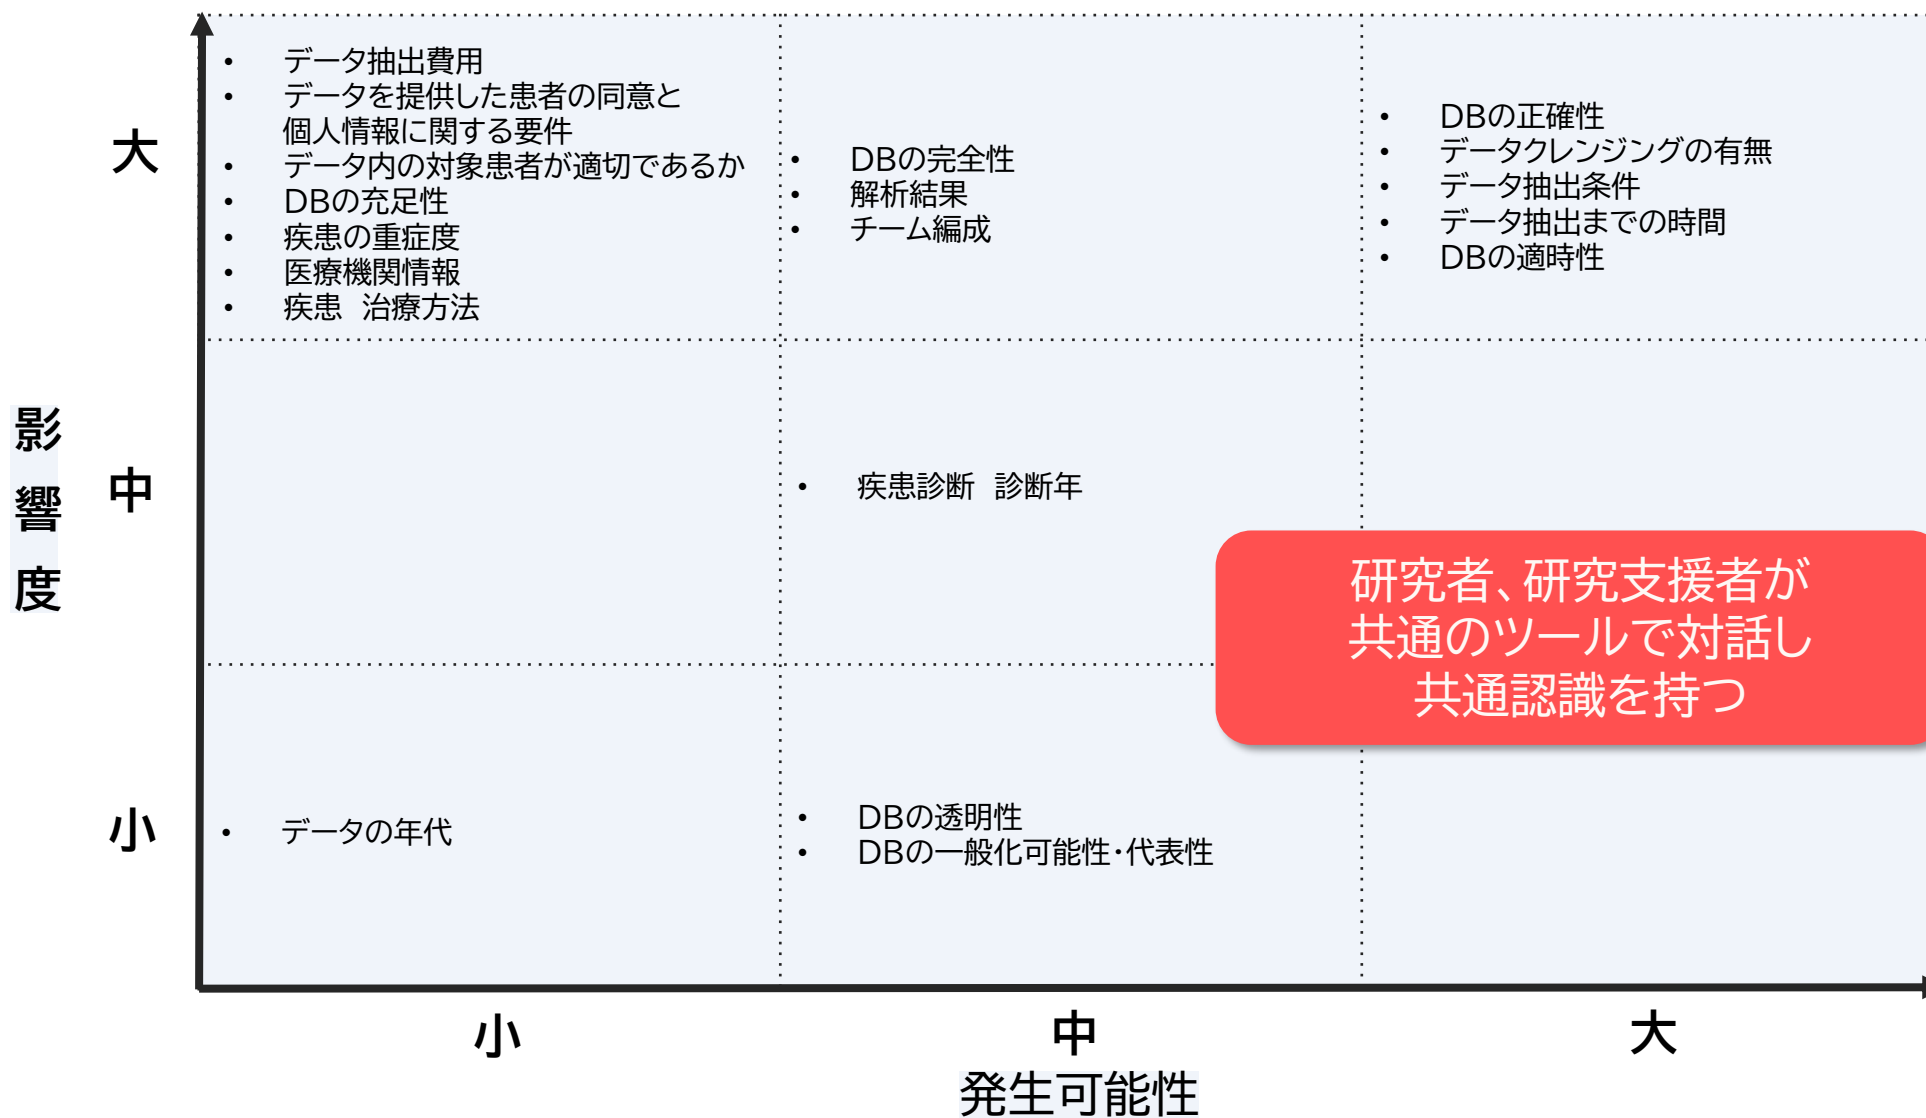 大
• データ抽出費用
• データを提供した患者の同意と
個人情報に関する要件
• データ内の対象患者が適切であるか
• DBの充足性
• 疾患の重症度
• 医療機関情報
• 疾患　治療方法
• DBの完全性
• 解析結果
• チーム編成
• DBの正確性
• データクレンジングの有無
• データ抽出条件
• データ抽出までの時間
• DBの適時性
影響度
中
• 疾患診断　診断年
研究者、研究支援者が
共通のツールで対話し
共通認識を持つ
小
• データの年代
• DBの透明性
• DBの一般化可能性・代表性
小
中
大
発生可能性